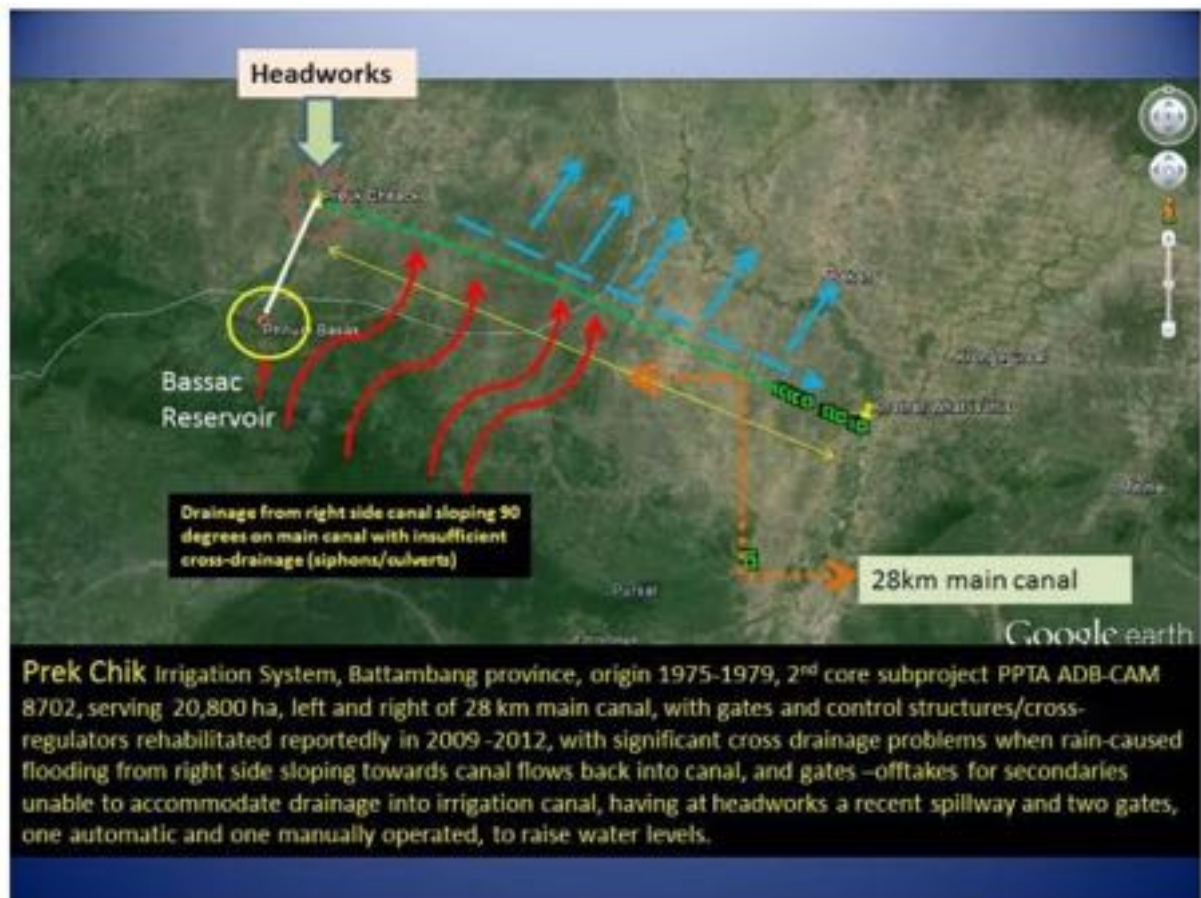 Headworks
Bassac
Reservoir
Drainage from right side canal sloping 90
degrees on main canal with insufficient
cross-drainage (siphons/culverts)
Pursat
28km main canal
Google earth
Prek Chik Irrigation System, Battambang province, origin 1975-1979, 2nd core subproject PPTA ADB-CAM
8702, serving 20,800 ha, left and right of 28 km main canal, with gates and control structures/cross-
regulators rehabilitated reportedly in 2009 -2012, with significant cross drainage problems when rain-caused
flooding from right side sloping towards canal flows back into canal, and gates –offtakes for secondaries
unable to accommodate drainage into irrigation canal, having at headworks a recent spillway and two gates,
one automatic and one manually operated, to raise water levels.